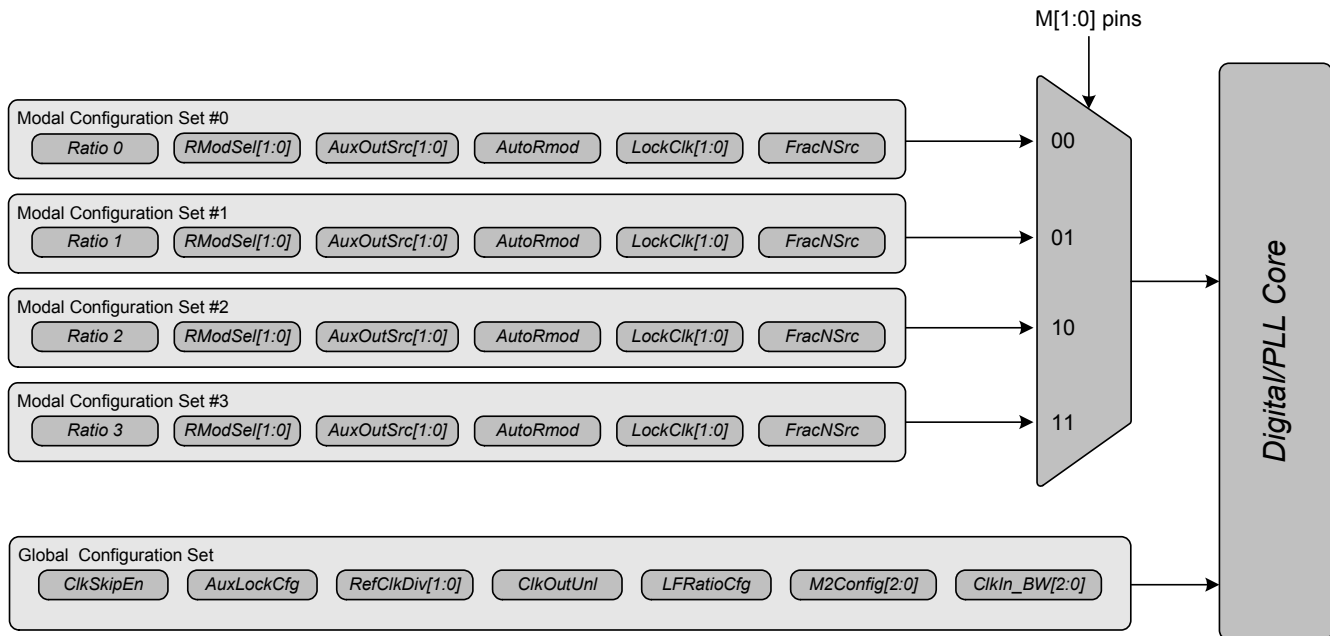 M[1:0] pins
Modal Configuration Set #0
Ratio 0 RModSel[1:0] AuxOutSrc[1:0] AutoRmod LockClk[1:0] FracNSrc
00
Modal Configuration Set #1
Ratio 1 RModSel[1:0] AuxOutSrc[1:0] AutoRmod LockClk[1:0] FracNSrc
01
Modal Configuration Set #2
Ratio 2 RModSel[1:0] AuxOutSrc[1:0] AutoRmod LockClk[1:0] FracNSrc
10
Modal Configuration Set #3
Ratio 3 RModSel[1:0] AuxOutSrc[1:0] AutoRmod LockClk[1:0] FracNSrc
11
Digital/PLL Core
Global Configuration Set
ClkSkipEn AuxLockCfg RefClkDiv[1:0] ClkOutUnl LFRatioCfg M2Config[2:0] ClkIn_BW[2:0]